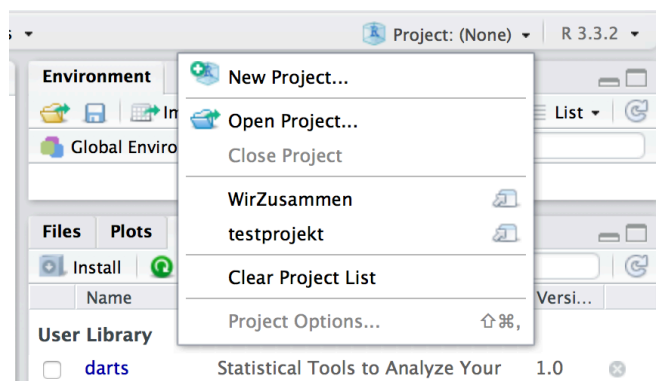 Project: (None) R 3.3.2
Environment
New Project...
Open Project...
List
Global Enviro
Close Project
WirZusammen
testprojekt
Files Plots
Install
Clear Project List
Name Versi...
Project Options... ⇧⌘,
User Library
darts Statistical Tools to Analyze Your 1.0